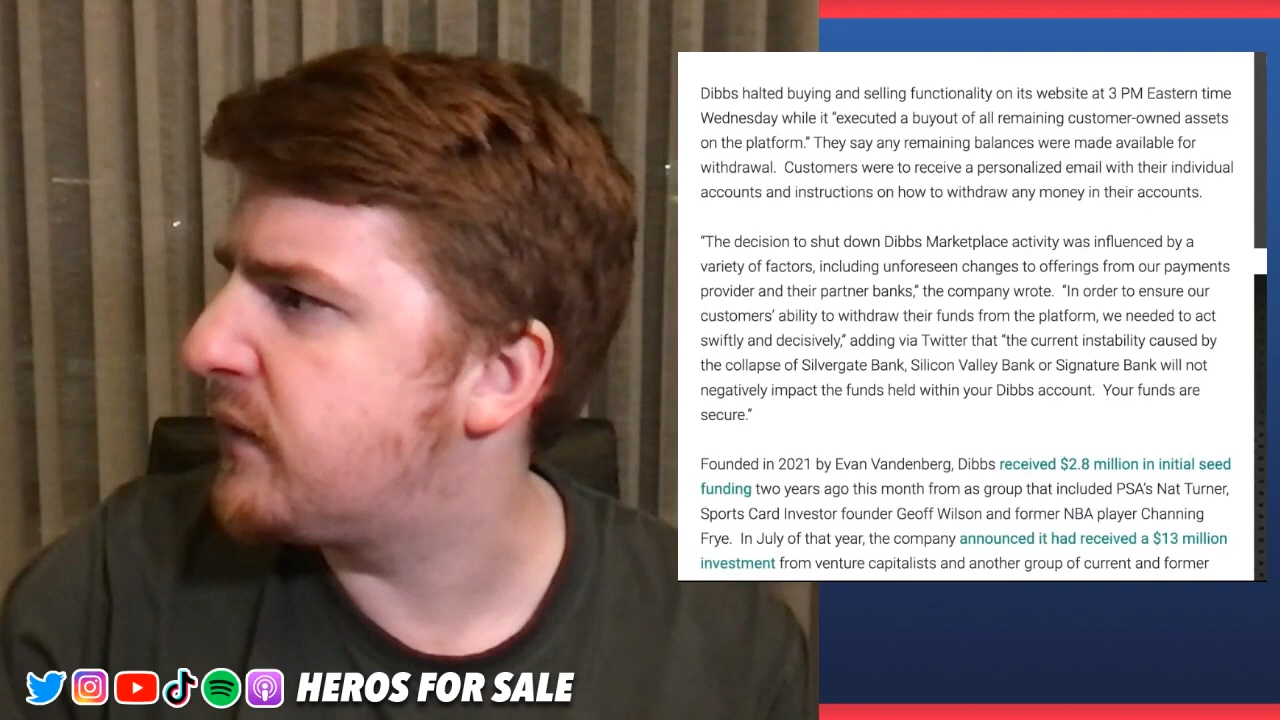 Dibbs halted buying and selling functionality on its website at 3 PM Eastern time
Wednesday while it "executed a buyout of all remaining customer-owned assets
on the platform." They say any remaining balances were made available for
withdrawal.  Customers were to receive a personalized email with their individual
accounts and instructions on how to withdraw any money in their accounts.
"The decision to shut down Dibbs Marketplace activity was influenced by a
variety of factors, including unforeseen changes to offerings from our payments
provider and their partner banks," the company wrote.  "In order to ensure our
customers' ability to withdraw their funds from the platform, we needed to act
swiftly and decisively," adding via Twitter that "the current instability caused by
the collapse of Silvergate Bank, Silicon Valley Bank or Signature Bank will not
negatively impact the funds held within your Dibbs account.  Your funds are
secure."
Founded in 2021 by Evan Vandenberg, Dibbs received $2.8 million in initial seed
funding two years ago this month from as group that included PSA's Nat Turner,
Sports Card Investor founder Geoff Wilson and former NBA player Channing
Frye.  In July of that year, the company announced it had received a $13 million
investment from venture capitalists and another group of current and former
HEROS FOR SALE